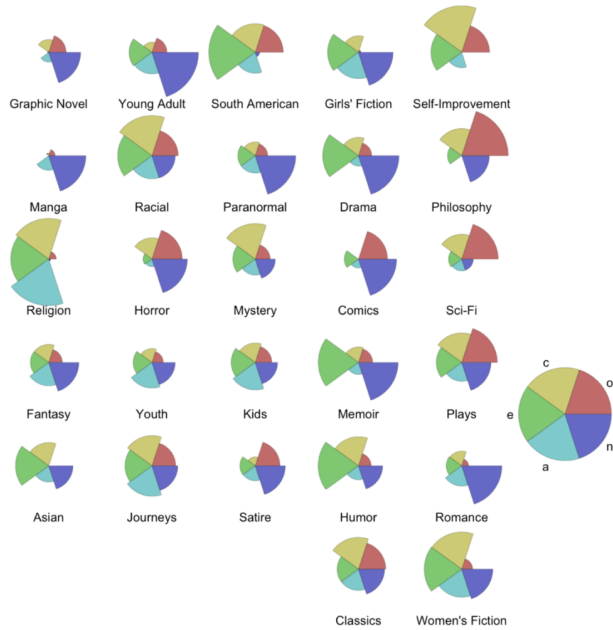 Graphic Novel Young Adult South American Girls' Fiction Self-Improvement
Manga Racial Paranormal Drama Philosophy
Religion Horror Mystery Comics Sci-Fi
c
o
Fantasy Youth Kids Memoir Plays
e
n
a
Asian Journeys Satire Humor Romance
Classics Women's Fiction